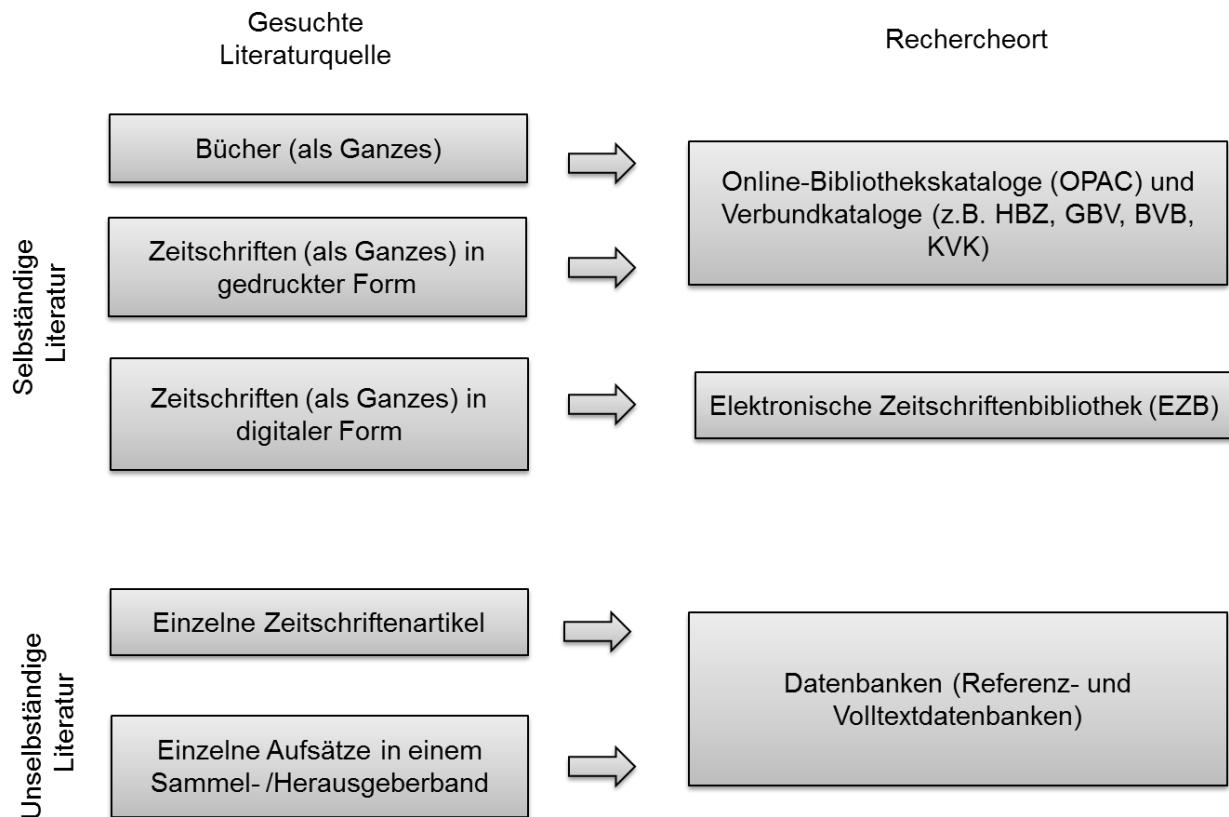 Gesuchte
Literaturquelle
Rechercheort
Selbständige
Literatur
Bücher (als Ganzes)
Zeitschriften (als Ganzes) in
gedruckter Form
Online-Bibliothekskataloge (OPAC) und
Verbundkataloge (z.B. HBZ, GBV, BVB,
KVK)
Zeitschriften (als Ganzes) in
digitaler Form
Elektronische Zeitschriftenbibliothek (EZB)
Unselbständige
Literatur
Einzelne Zeitschriftenartikel
Einzelne Aufsätze in einem
Sammel- /Herausgeberband
Datenbanken (Referenz- und
Volltextdatenbanken)